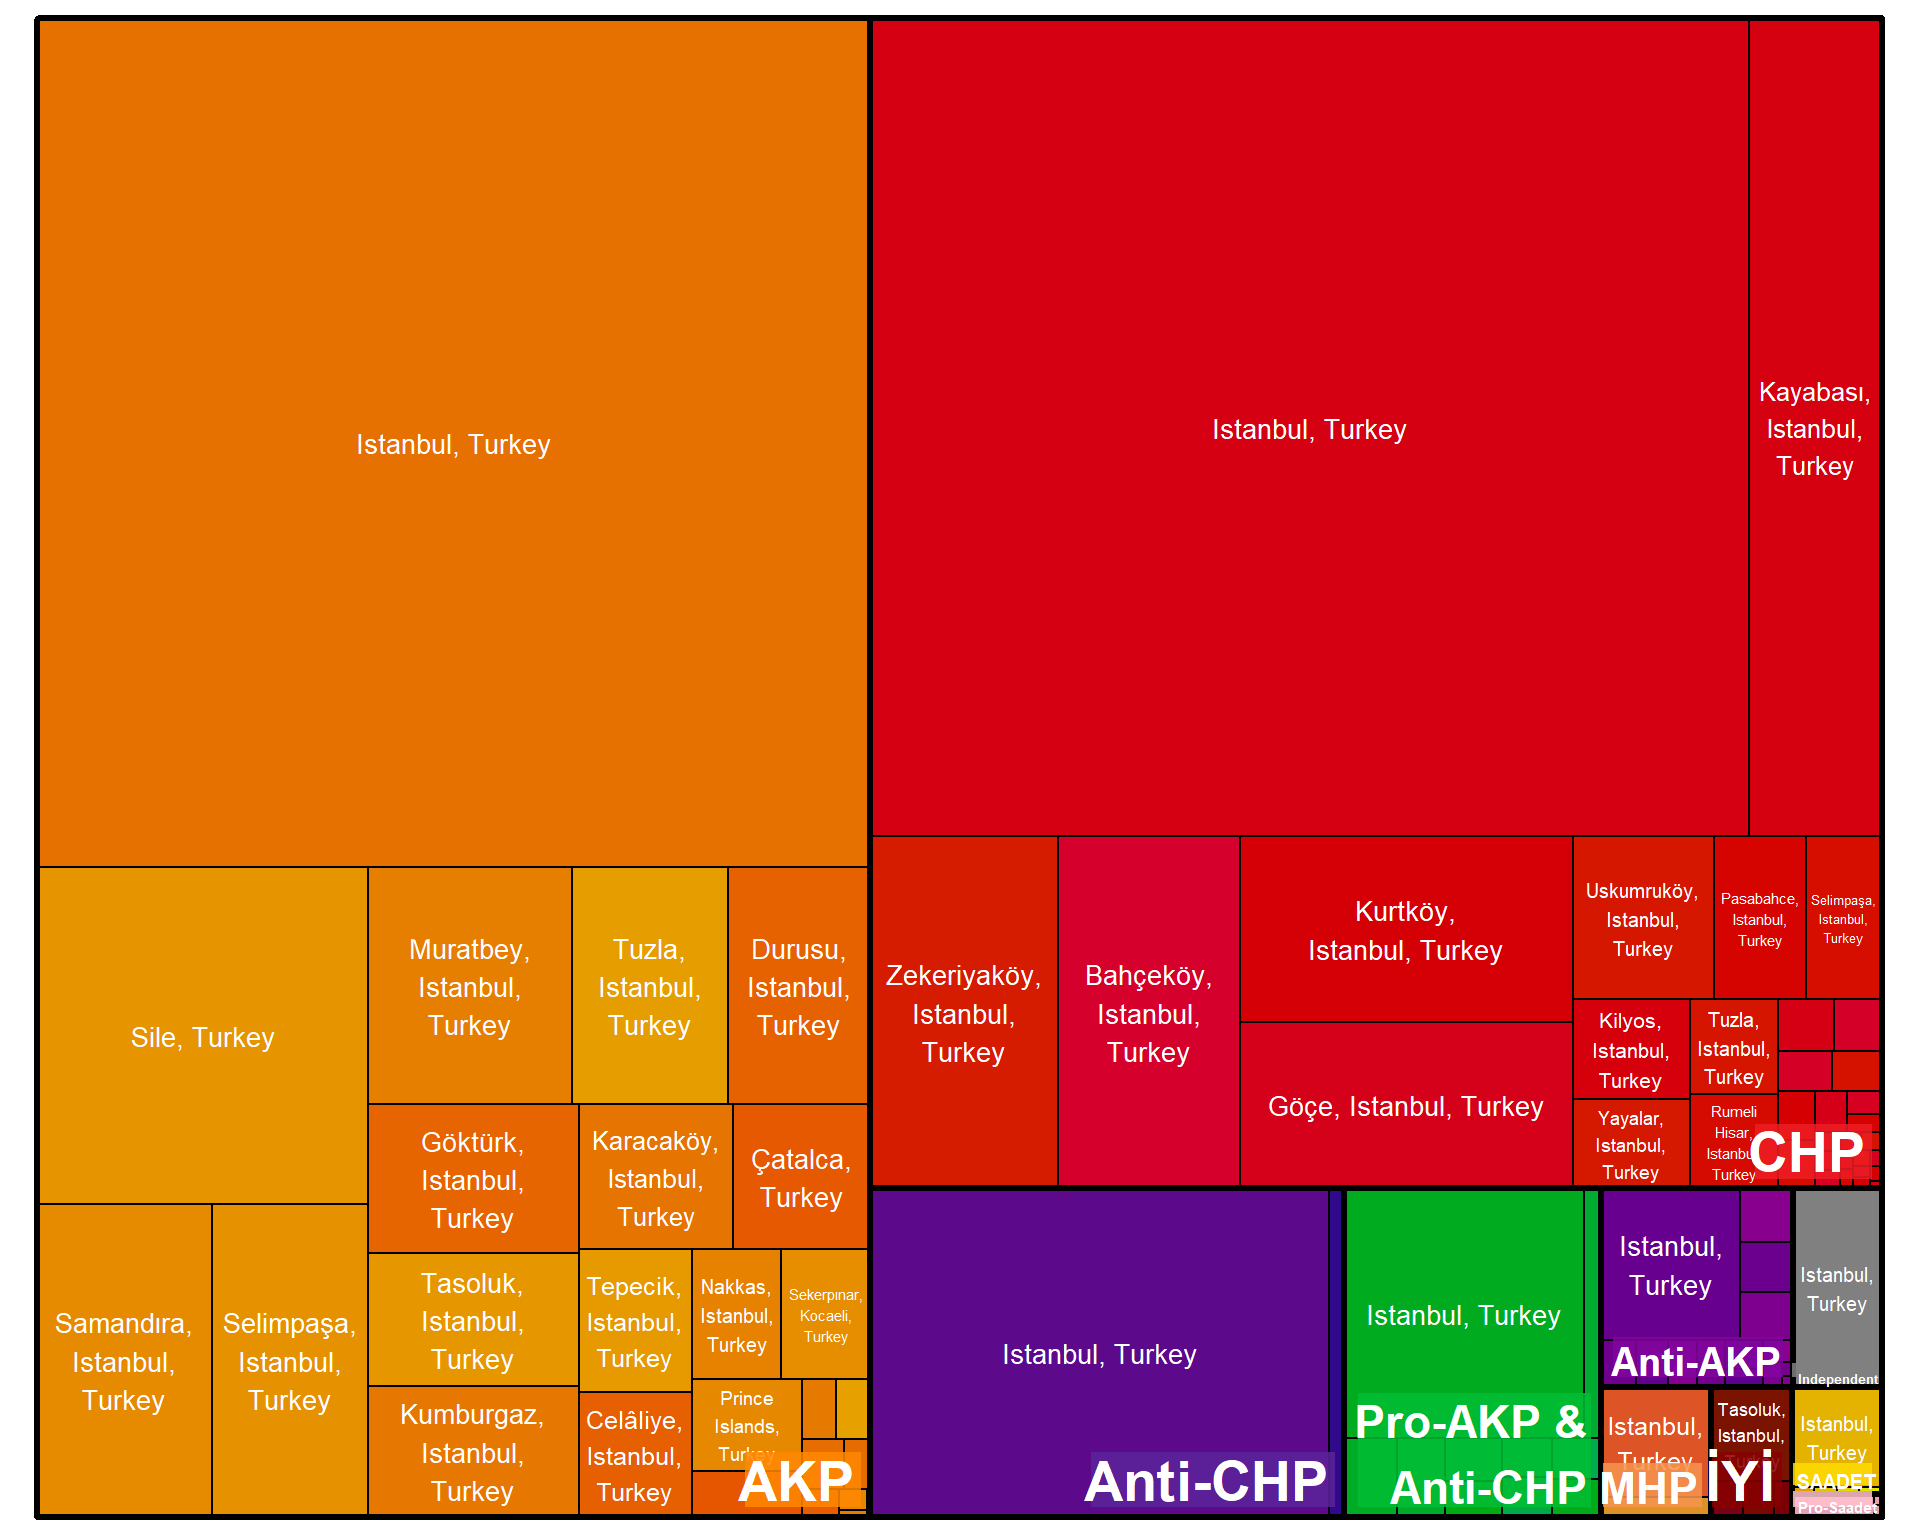 Istanbul, Turkey
Sile, Turkey
Muratbey,
Istanbul,
Turkey
Tuzla,
Istanbul,
Turkey
Durusu,
Istanbul,
Turkey
Göktürk,
Istanbul,
Turkey
Karacaköy,
Istanbul,
Turkey
Çatalca,
Turkey
Samandıra,
Istanbul,
Turkey
Selimpaşa,
Istanbul,
Turkey
Tasoluk,
Istanbul,
Turkey
Tepecik,
Istanbul,
Turkey
Nakkas,
Istanbul,
Turkey
Sekerpınar,
Kocaeli,
Turkey
Kumburgaz,
Istanbul,
Turkey
Celâliye,
Istanbul,
Turkey
Prince
Islands,
Turkey
AKP
Istanbul, Turkey
Kayabası,
Istanbul,
Turkey
Zekeriyaköy,
Istanbul,
Turkey
Bahçeköy,
Istanbul,
Turkey
Kurtköy,
Istanbul, Turkey
Göçe, Istanbul, Turkey
Uskumruköy,
Istanbul,
Turkey
Pasabahce,
Istanbul,
Turkey
Selimpaşa,
Istanbul,
Turkey
Kilyos,
Istanbul,
Turkey
Tuzla,
Istanbul,
Turkey
Yayalar,
Istanbul,
Turkey
Rumeli
Hisar,
Istanbul,
Turkey
CHP
Istanbul, Turkey
Anti-CHP
Istanbul, Turkey
Pro-AKP &
Anti-CHP
Istanbul,
Turkey
Anti-AKP
Istanbul,
Turkey
Independent
Istanbul,
Turkey
MHP
Tasoluk,
Istanbul,
Turkey
İYİ
Istanbul,
Turkey
SAADET
Pro-Saadet